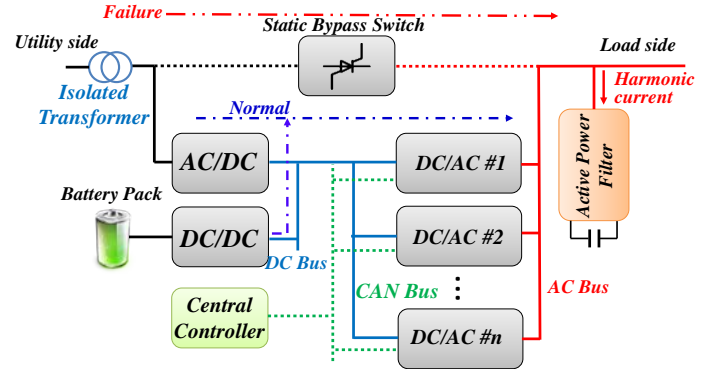 Failure
Static Bypass Switch
Utility side
Load side
Isolated
Transformer
Harmonic
current
Normal
AC/DC
DC/AC #1
Active Power
Filter
Battery Pack
DC/DC
DC/AC #2
DC Bus
CAN Bus
AC Bus
Central
Controller
DC/AC #n